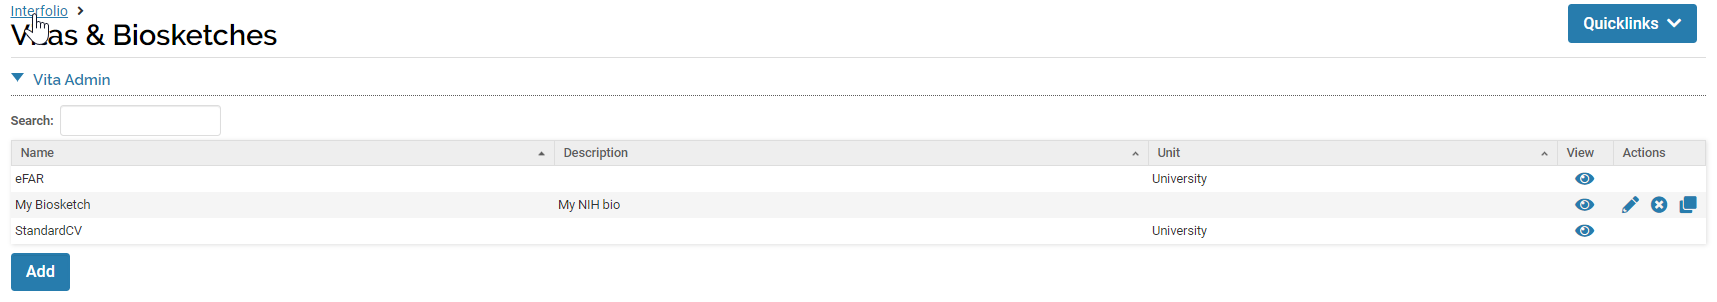 Interfolio >
Vitas & Biosketches
Quicklinks
Vita Admin
Search:
Name Description Unit View Actions
eFAR University
My Biosketch My NIH bio
StandardCV University
Add